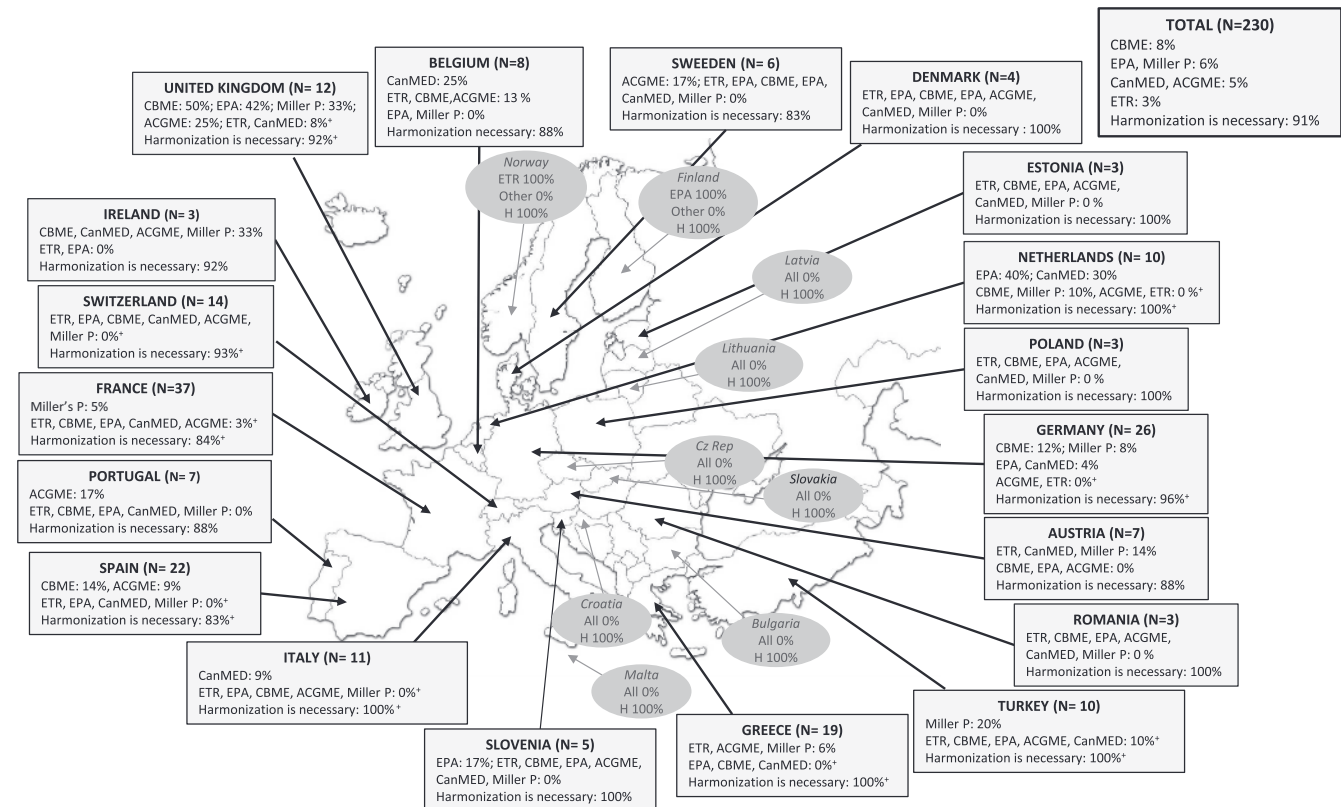 TOTAL (N=230)
CBME: 8%
EPA, Miller P: 6%
CanMED, ACGME: 5%
ETR: 3%
Harmonization necessary: 91%
BELGIUM (N=8)
CanMED: 25%
ETR, CBME,ACGME: 13 %
EPA, Miller P: 0%
Harmonization necessary: 88%
SWEEDEN (N= 6)
ACGME: 17%; ETR, EPA, CBME, EPA,
CanMED, Miller P: 0%
Harmonization necessary: 83%
DENMARK (N=4)
ETR, EPA, CBME, EPA, ACGME,
CanMED, Miller P: 0%
Harmonization necessary : 100%
UNITED KINGDOM (N= 12)
CBME: 50%; EPA: 42%; Miller P: 33%;
ACGME: 25%; ETR, CanMED: 8%⁺
Harmonization necessary: 92%⁺
Norway
ETR 100%
Other 0%
H 100%
Finland
EPA 100%
Other 0%
H 100%
ESTONIA (N=3)
ETR, CBME, EPA, ACGME,
CanMED, Miller P: 0 %
Harmonization is necessary: 100%
IRELAND (N= 3)
CBME, CanMED, ACGME, Miller P: 33%
ETR, EPA: 0%
Harmonization is necessary: 92%
Latvia
All 0%
H 100%
NETHERLANDS (N= 10)
EPA: 40%; CanMED: 30%
CBME, Miller P: 10%, ACGME, ETR: 0 %⁺
Harmonization is necessary: 100%⁺
SWITZERLAND (N= 14)
ETR, EPA, CBME, CanMED, ACGME,
Miller P: 0%⁺
Harmonization is necessary: 93%⁺
Lithuania
All 0%
H 100%
POLAND (N=3)
ETR, CBME, EPA, ACGME,
CanMED, Miller P: 0 %
Harmonization is necessary: 100%
FRANCE (N=37)
Miller's P: 5%
ETR, CBME, EPA, CanMED, ACGME: 3%⁺
Harmonization is necessary: 84%⁺
GERMANY (N= 26)
CBME: 12%; Miller P: 8%
EPA, CanMED: 4%
ACGME, ETR: 0%⁺
Harmonization is necessary: 96%⁺
Cz Rep
All 0%
H 100%
Slovakia
All 0%
H 100%
PORTUGAL (N= 7)
ACGME: 17%
ETR, CBME, EPA, CanMED, Miller P: 0%
Harmonization is necessary: 88%
AUSTRIA (N=7)
ETR, CanMED, Miller P: 14%
CBME, EPA, ACGME: 0%
Harmonization is necessary: 88%
SPAIN (N= 22)
CBME: 14%, ACGME: 9%
ETR, EPA, CanMED, Miller P: 0%⁺
Harmonization is necessary: 83%⁺
Croatia
All 0%
H 100%
Bulgaria
All 0%
H 100%
ROMANIA (N=3)
ETR, CBME, EPA, ACGME,
CanMED, Miller P: 0 %
Harmonization is necessary: 100%
ITALY (N= 11)
CanMED: 9%
ETR, EPA, CBME, ACGME, Miller P: 0%⁺
Harmonization is necessary: 100% ⁺
Malta
All 0%
H 100%
TURKEY (N= 10)
Miller P: 20%
ETR, CBME, EPA, ACGME, CanMED: 10%⁺
Harmonization is necessary: 100%⁺
SLOVENIA (N= 5)
EPA: 17%; ETR, CBME, EPA, ACGME,
CanMED, Miller P: 0%
Harmonization is necessary: 100%
GREECE (N= 19)
ETR, ACGME, Miller P: 6%
EPA, CBME, CanMED: 0%⁺
Harmonization is necessary: 100%⁺